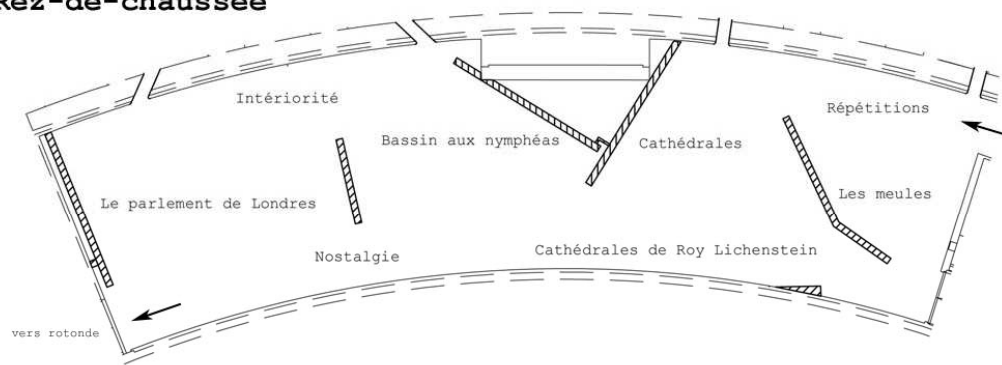 Rez-de-chaussée
Intériorité
Répétitions
Bassin aux nymphéas
Cathédrales
Le parlement de Londres
Les meules
Nostalgie
Cathédrales de Roy Lichenstein
vers rotonde